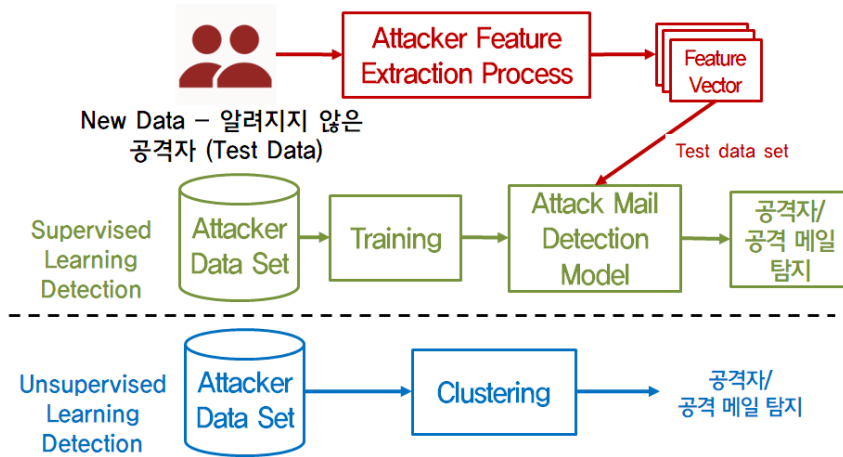 Attacker Feature
Extraction Process
Feature
Vector
New Data – 알려지지 않은
공격자 (Test Data)
Test data set
Supervised
Learning
Detection
Attacker
Data Set
Training
Attack Mail
Detection
Model
공격자/
공격 메일
탐지
Unsupervised
Learning
Detection
Attacker
Data Set
Clustering
공격자/
공격 메일 탐지